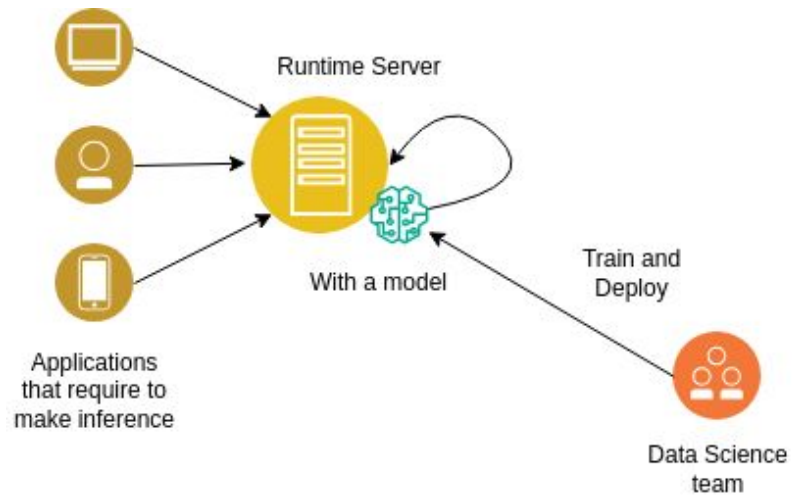 Runtime Server
With a model
Train and
Deploy
Applications
that require to
make inference
Data Science
team